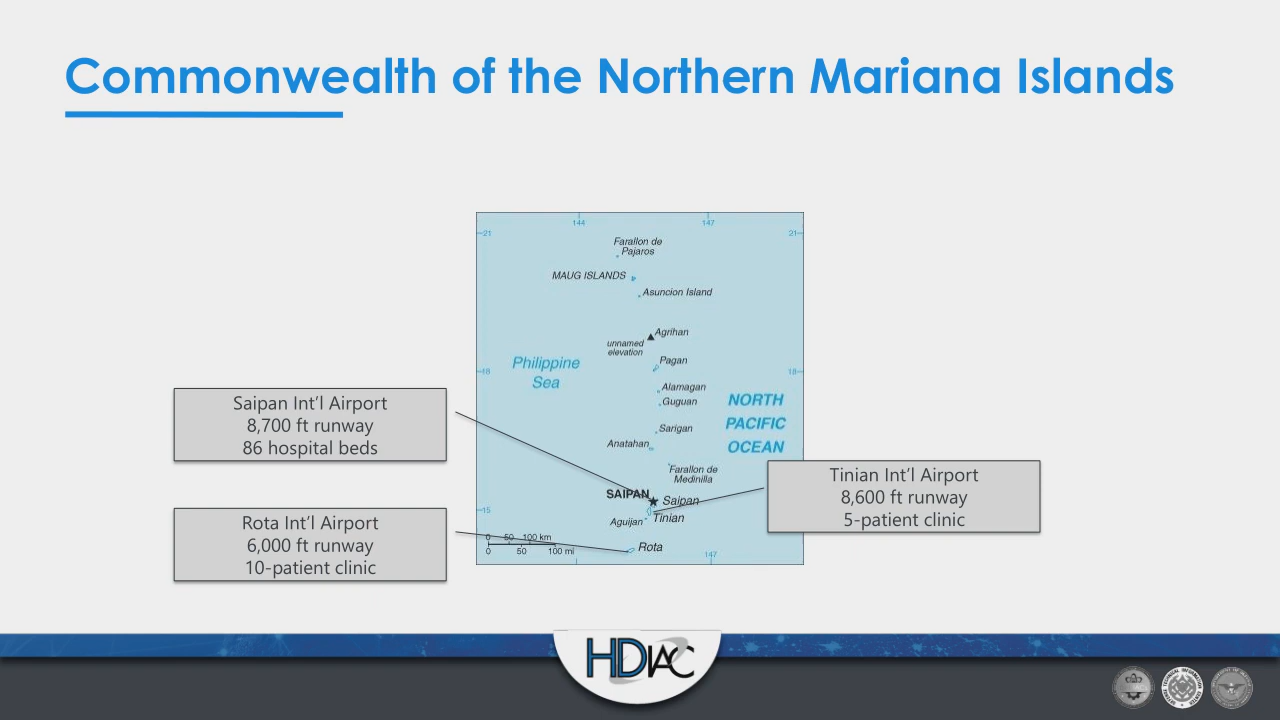 Commonwealth of the Northern Mariana Islands
144
147
21
21
Farallon de
Pajaros
MAUG ISLANDS
Asuncion Island
Agrihan
unnamed
elevation
Pagan
Philippine
Sea
18
18
Alamagan
Guguan
NORTH
PACIFIC
OCEAN
Sarigan
Anatahan
Farallon de
Medinilla
SAIPAN
Saipan
15
Tinian
Aguijan
0 50 100 km
0 50 100 mi
Rota
147
Saipan Int’l Airport
8,700 ft runway
86 hospital beds
Tinian Int’l Airport
8,600 ft runway
5-patient clinic
Rota Int’l Airport
6,000 ft runway
10-patient clinic
HDIAC